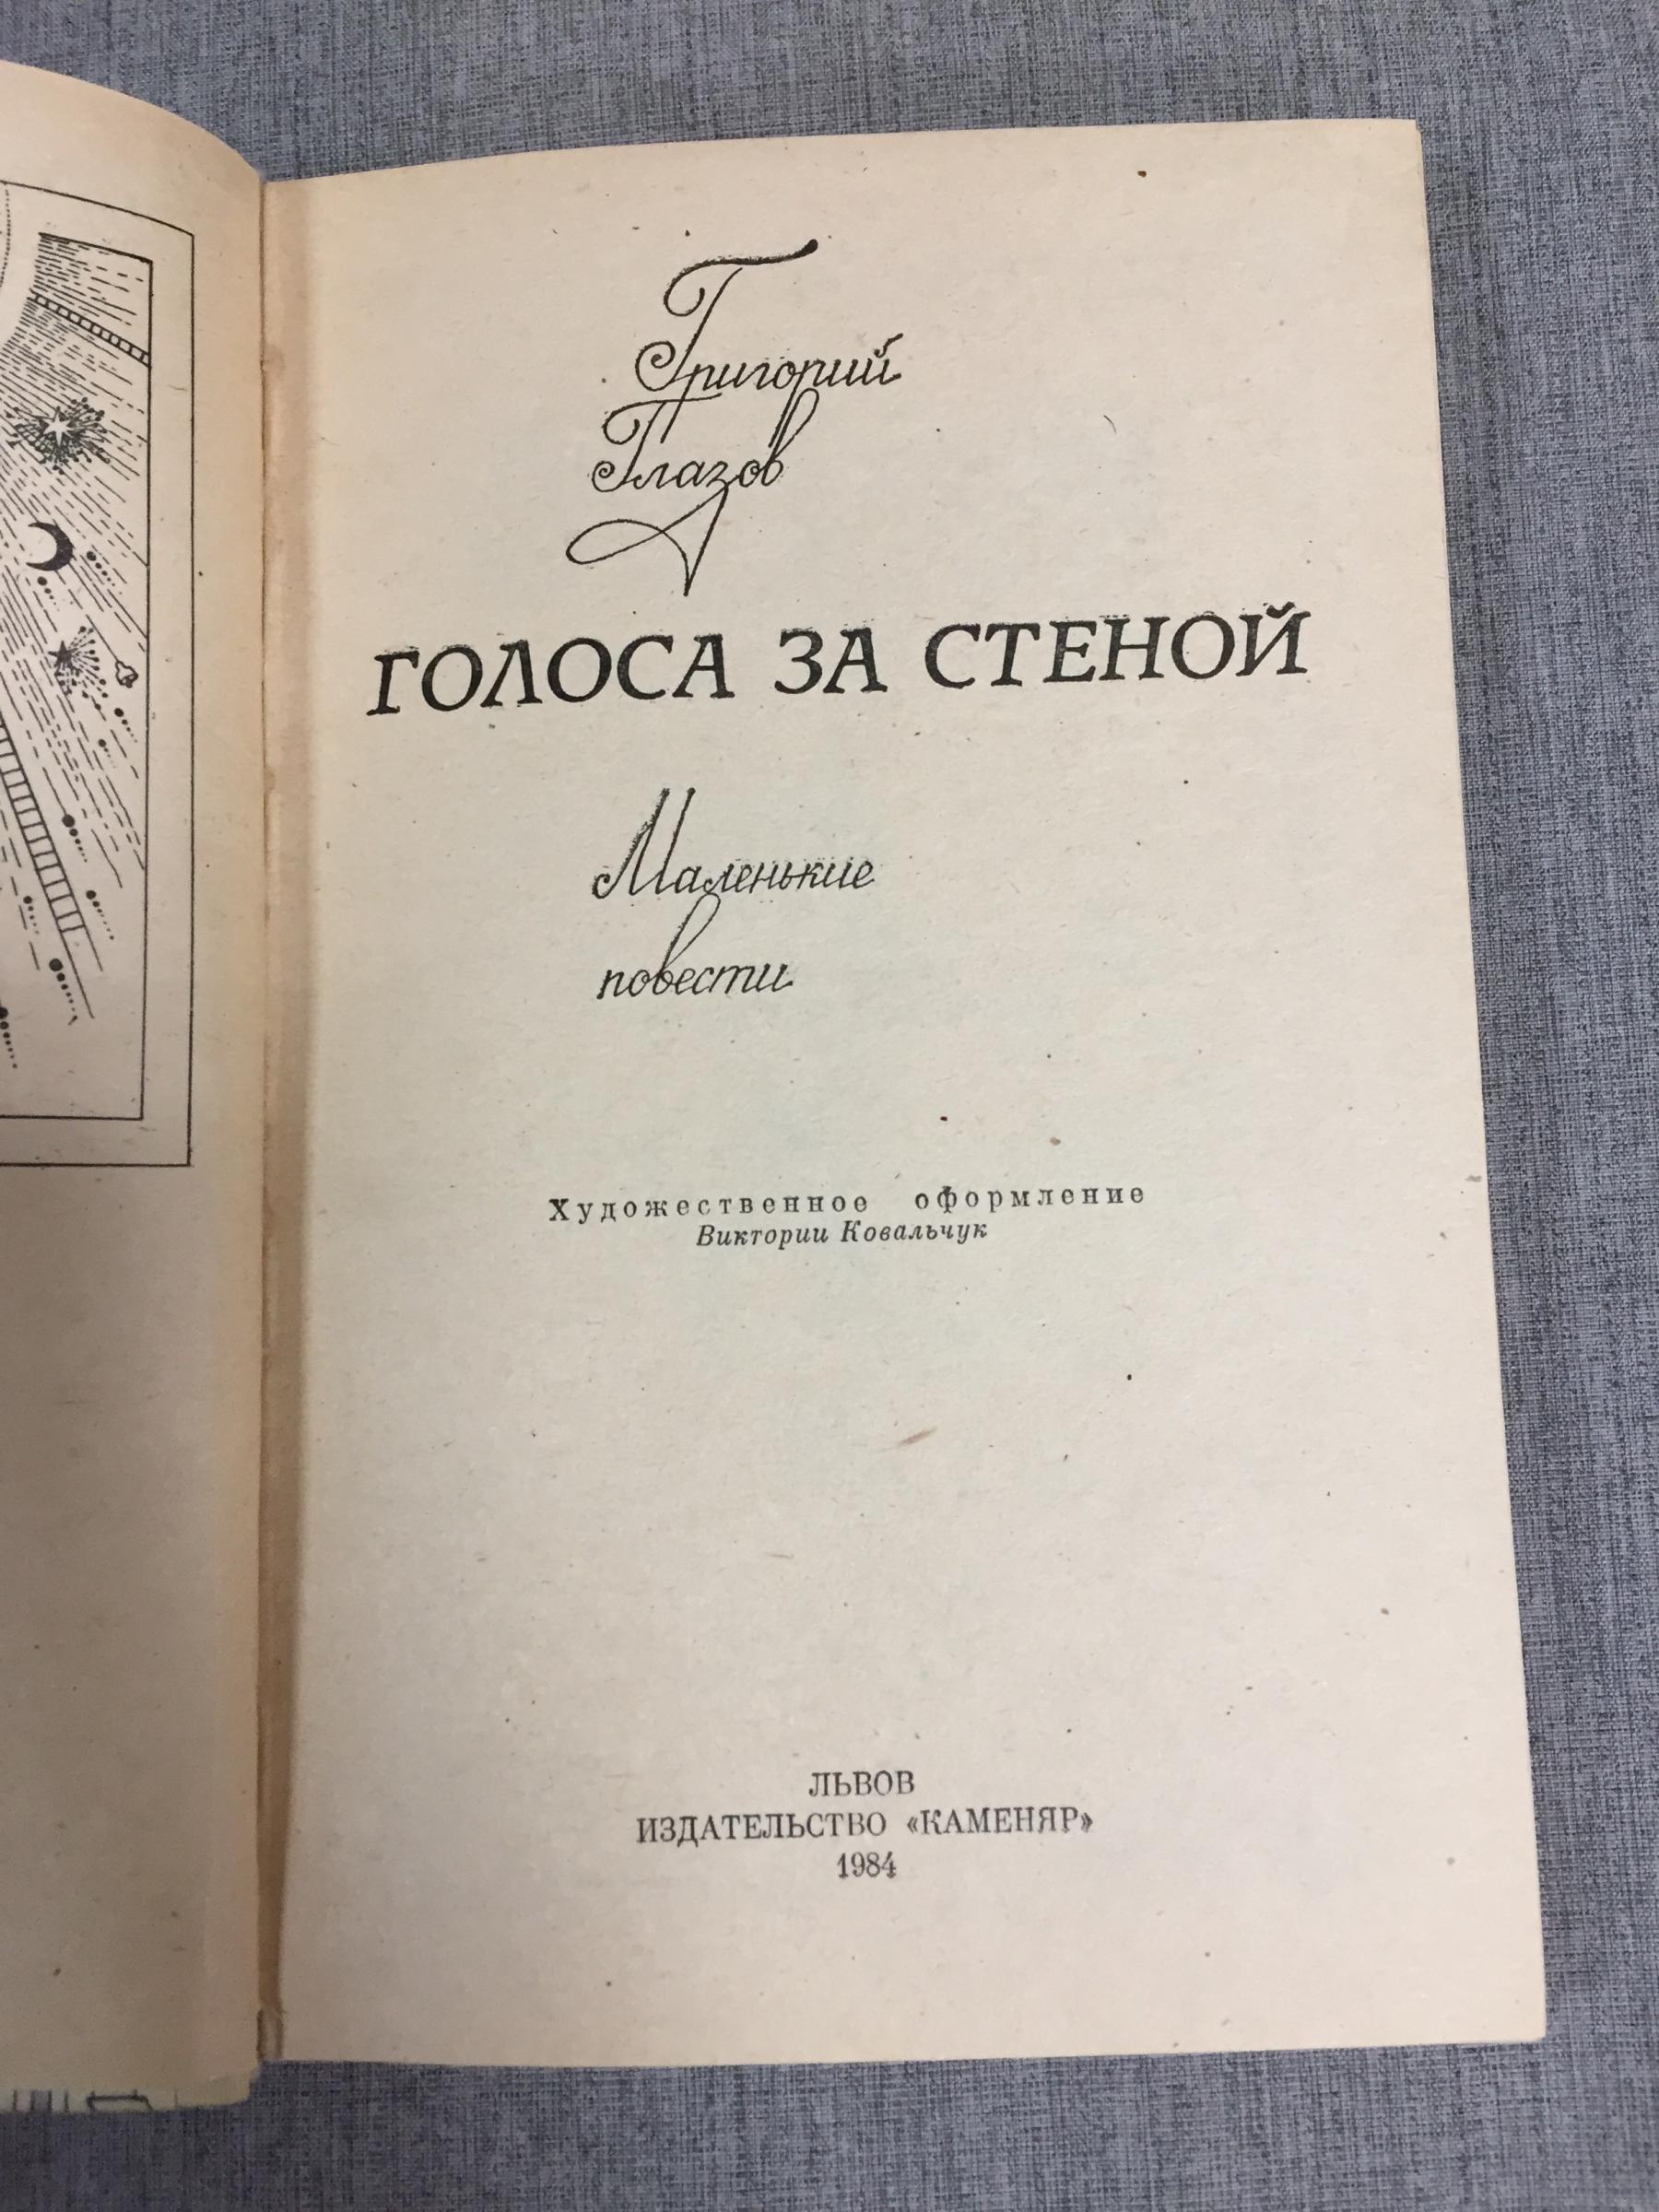 Григорий
Глазов
ГОЛОСА ЗА СТЕНОЙ
Маленькие
повести
Художественное оформление
Виктории Ковальчук
ЛЬВОВ
ИЗДАТЕЛЬСТВО «КАМЕНЯР»
1984